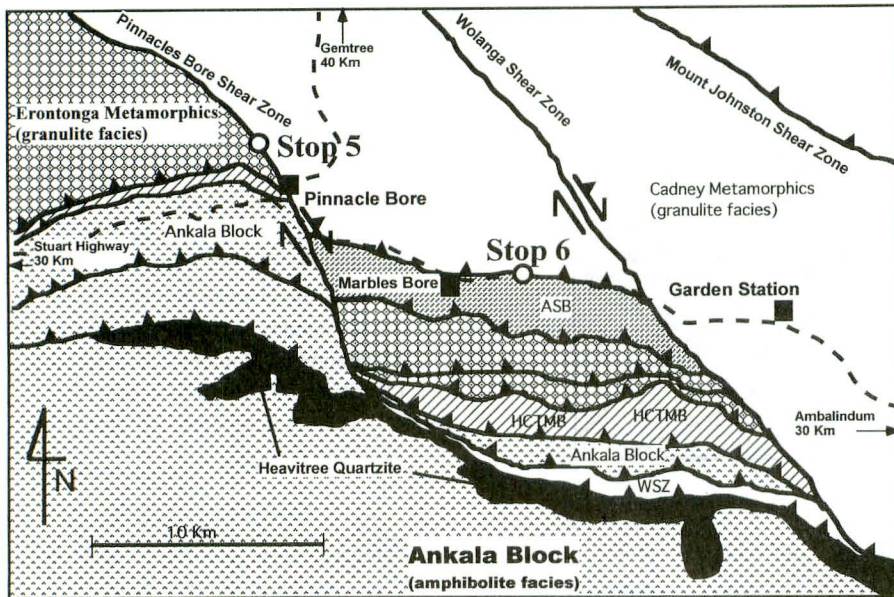 Gemtree
40 Km
Pinnacles Bore Shear Zone
Wolanga Shear Zone
Mount Johnston Shear Zone
Erontonga Metamorphics
(granulite facies)
Stop 5
Pinnacle Bore
Cadney Metamorphics
(granulite facies)
Ankala Block
Stuart Highway
30 Km
Stop 6
Marbles Bore
Garden Station
ASB
HCTMB
HCTMB
Ambalindum
30 Km
Ankala Block
Heavitree Quartzite
WSZ
N
10 Km
Ankala Block
(amphibolite facies)